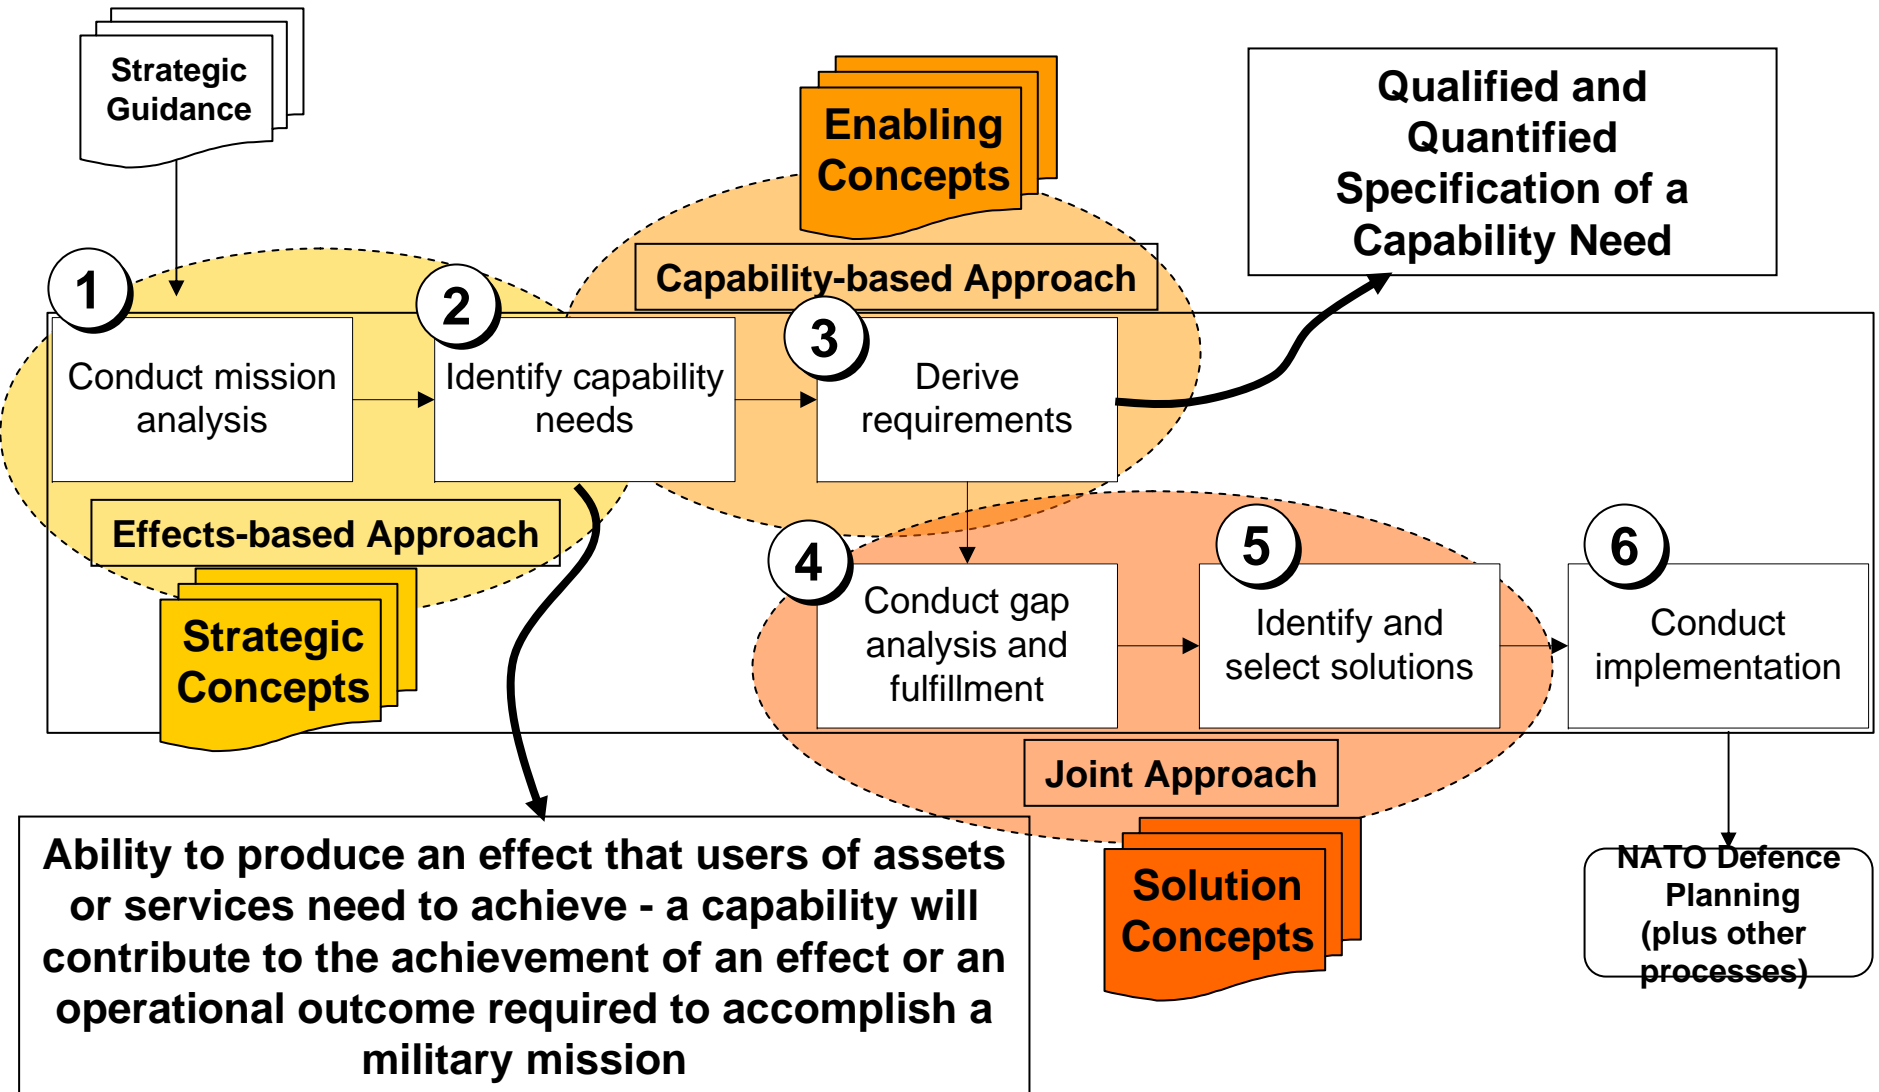 Strategic
Guidance
Enabling
Concepts
Qualified and
Quantified
Specification of a
Capability Need
Capability-based Approach
1
2
3
Conduct mission
analysis
Identify capability
needs
Derive
requirements
Effects-based Approach
Strategic
Concepts
4
5
6
Conduct gap
analysis and
fulfillment
Identify and
select solutions
Conduct
implementation
Joint Approach
Solution
Concepts
NATO Defence
Planning
(plus other
processes)
Ability to produce an effect that users of assets
or services need to achieve - a capability will
contribute to the achievement of an effect or an
operational outcome required to accomplish a
military mission